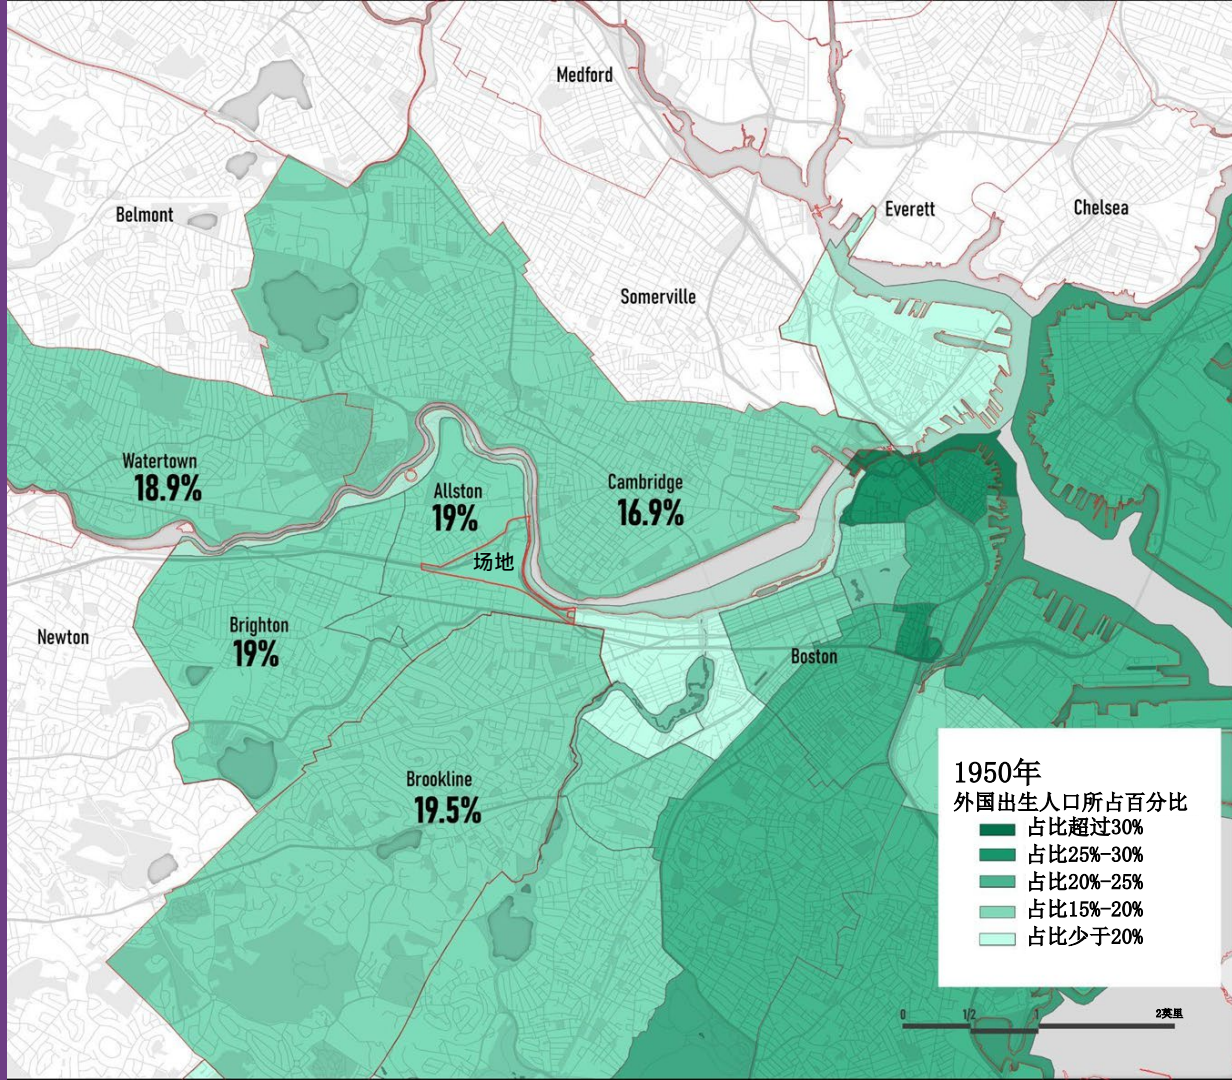 Medford
Belmont
Everett
Chelsea
Somerville
Watertown
18.9%
Allston
19%
Cambridge
16.9%
场地
Newton
Brighton
19%
Boston
Brookline
19.5%
1950年
外国出生人口所占百分比
占比超过30%
占比25%-30%
占比20%-25%
占比15%-20%
占比少于20%
0 1/2 1 2英里